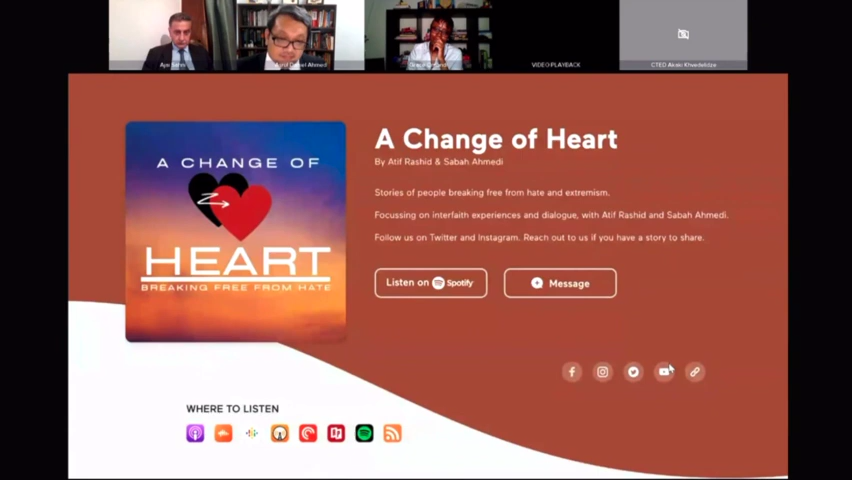 VIDEO PLAYBACK
CTED Akaki Khvedelidze
A CHANGE OF
HEART
BREAKING FREE FROM HATE
A Change of Heart
By Atif Rashid & Sabah Ahmedi
Stories of people breaking free from hate and extremism.
Focussing on interfaith experiences and dialogue, with Atif Rashid and Sabah Ahmedi.
Follow us on Twitter and Instagram. Reach out to us if you have a story to share.
Listen on Spotify
Message
WHERE TO LISTEN